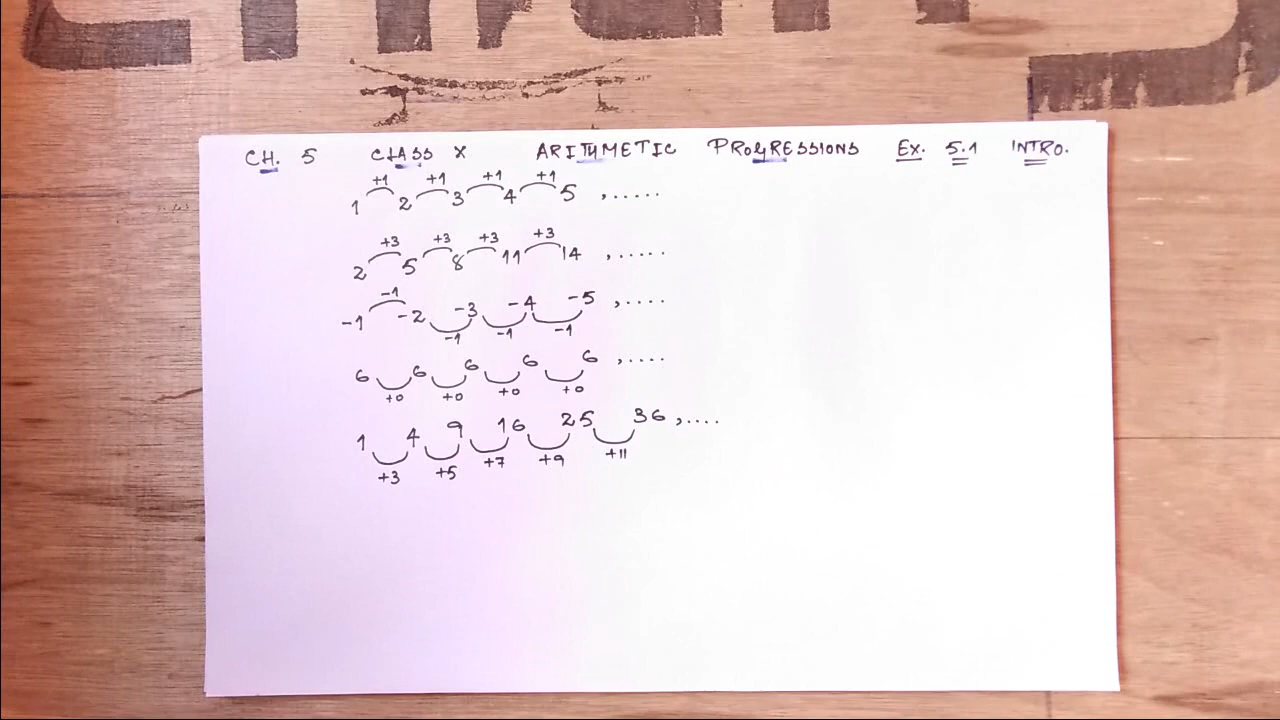 CH. 5 CLASS X ARITHMETIC PROGRESSIONS Ex. 5.1 INTRO.
+1 +1 +1 +1
1 2 3 4 5 , .....
+3 +3 +3 +3
2 5 8 11 14 , .....
-1
-1 -2 -3 -4 -5 , ....
-1 -1 -1
6 6 6 6 6 , ....
+0 +0 +0 +0
1 4 9 16 25 36 , ....
+3 +5 +7 +9 +11